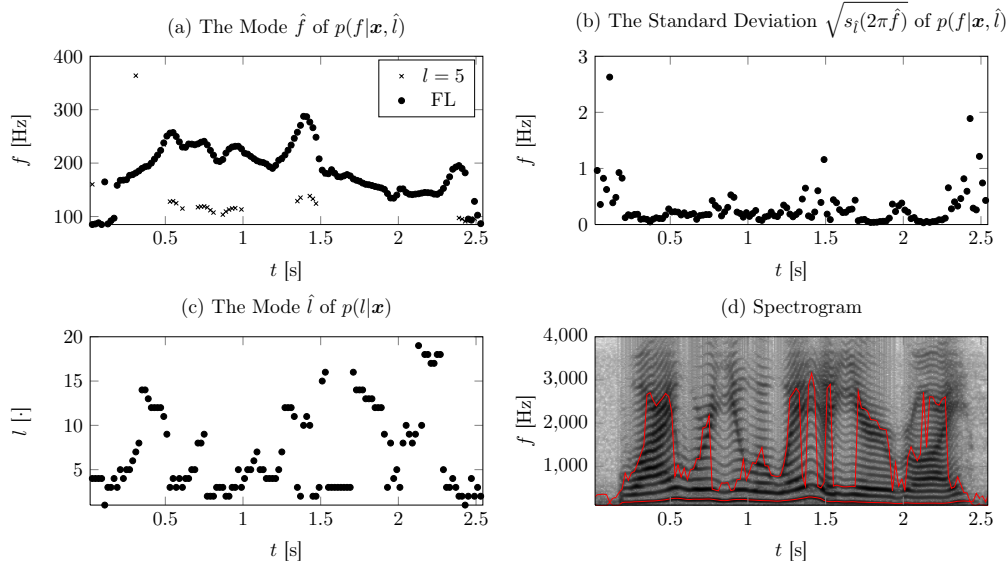 (a) The Mode f̂ of p(f|x, l̂)
400
300
200
100
f [Hz]
0.5 1 1.5 2 2.5
t [s]
l = 5
FL
(b) The Standard Deviation √s_l̂(2πf̂) of p(f|x, l̂)
3
2
1
0
f [Hz]
0.5 1 1.5 2 2.5
t [s]
(c) The Mode l̂ of p(l|x)
20
15
10
5
l [·]
0.5 1 1.5 2 2.5
t [s]
(d) Spectrogram
4,000
3,000
2,000
1,000
f [Hz]
0.5 1 1.5 2 2.5
t [s]